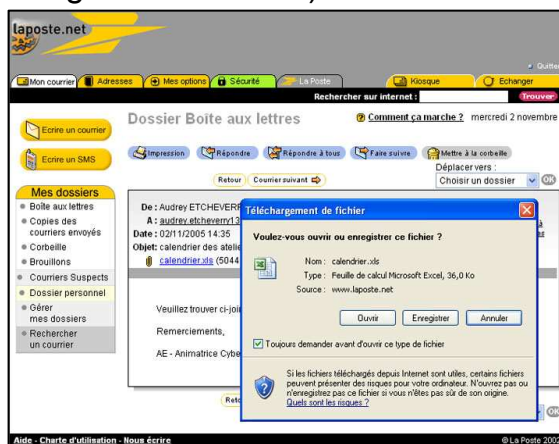 laposte.net
Quitter
Mon courrier Adresses Mes options Sécurité La Poste Kiosque Echanger
Rechercher sur internet : Trouver
Dossier Boîte aux lettres
Comment ça marche ? mercredi 2 novembre
Ecrire un courrier
Ecrire un SMS
Impression Répondre Répondre à tous Faire suivre Mettre à la corbeille
Déplacer vers :
Retour Courrier suivant Choisir un dossier OK
Mes dossiers
Boîte aux lettres
Copies des
courriers envoyés
Corbeille
Brouillons
Courriers Suspects
Dossier personnel
Gérer
mes dossiers
Rechercher
un courrier
De : Audrey ETCHEVERR
A : audrey.etcheverry13
Date : 02/11/2005 14:35
Objet: calendrier des atelie
calendrier.xls (5044
Veuillez trouver ci-joi
Remerciements,
AE - Animatrice Cybe
Téléchargement de fichier
Voulez-vous ouvrir ou enregistrer ce fichier ?
Nom : calendrier.xls
Type : Feuille de calcul Microsoft Excel, 36,0 Ko
Source : www.laposte.net
Ouvrir Enregistrer Annuler
Toujours demander avant d'ouvrir ce type de fichier
Si les fichiers téléchargés depuis Internet sont utiles, certains fichiers
peuvent présenter des risques pour votre ordinateur. N'ouvrez pas ou
n'enregistrez pas ce fichier si vous n'êtes pas sûr de son origine.
Quels sont les risques ?
Reto
OK
Aide - Charte d'utilisation - Nous écrire
© La Poste 200